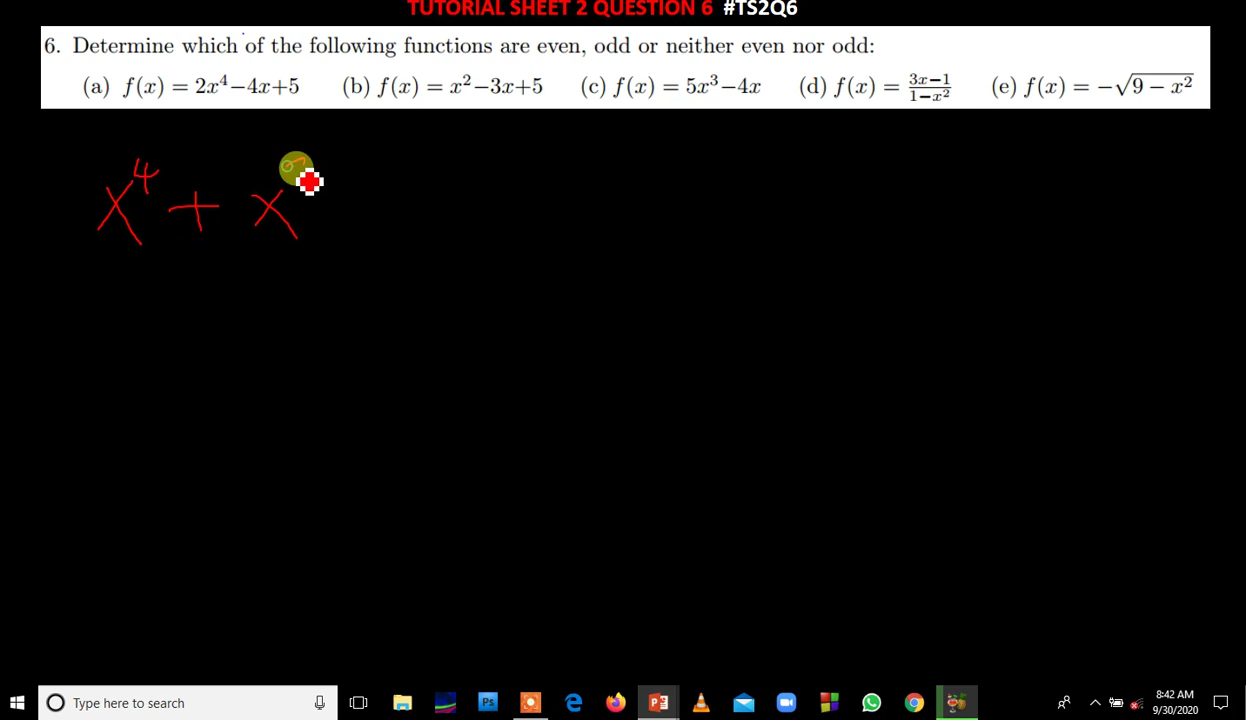 TUTORIAL SHEET 2 QUESTION 6 #TS2Q6
6. Determine which of the following functions are even, odd or neither even nor odd:
(a) f(x) = 2x⁴−4x+5 (b) f(x) = x²−3x+5 (c) f(x) = 5x³−4x (d) f(x) = 3x−1/1−x² (e) f(x) = −√9 − x²
x⁴ + x
Type here to search
Ps
8:42 AM
9/30/2020